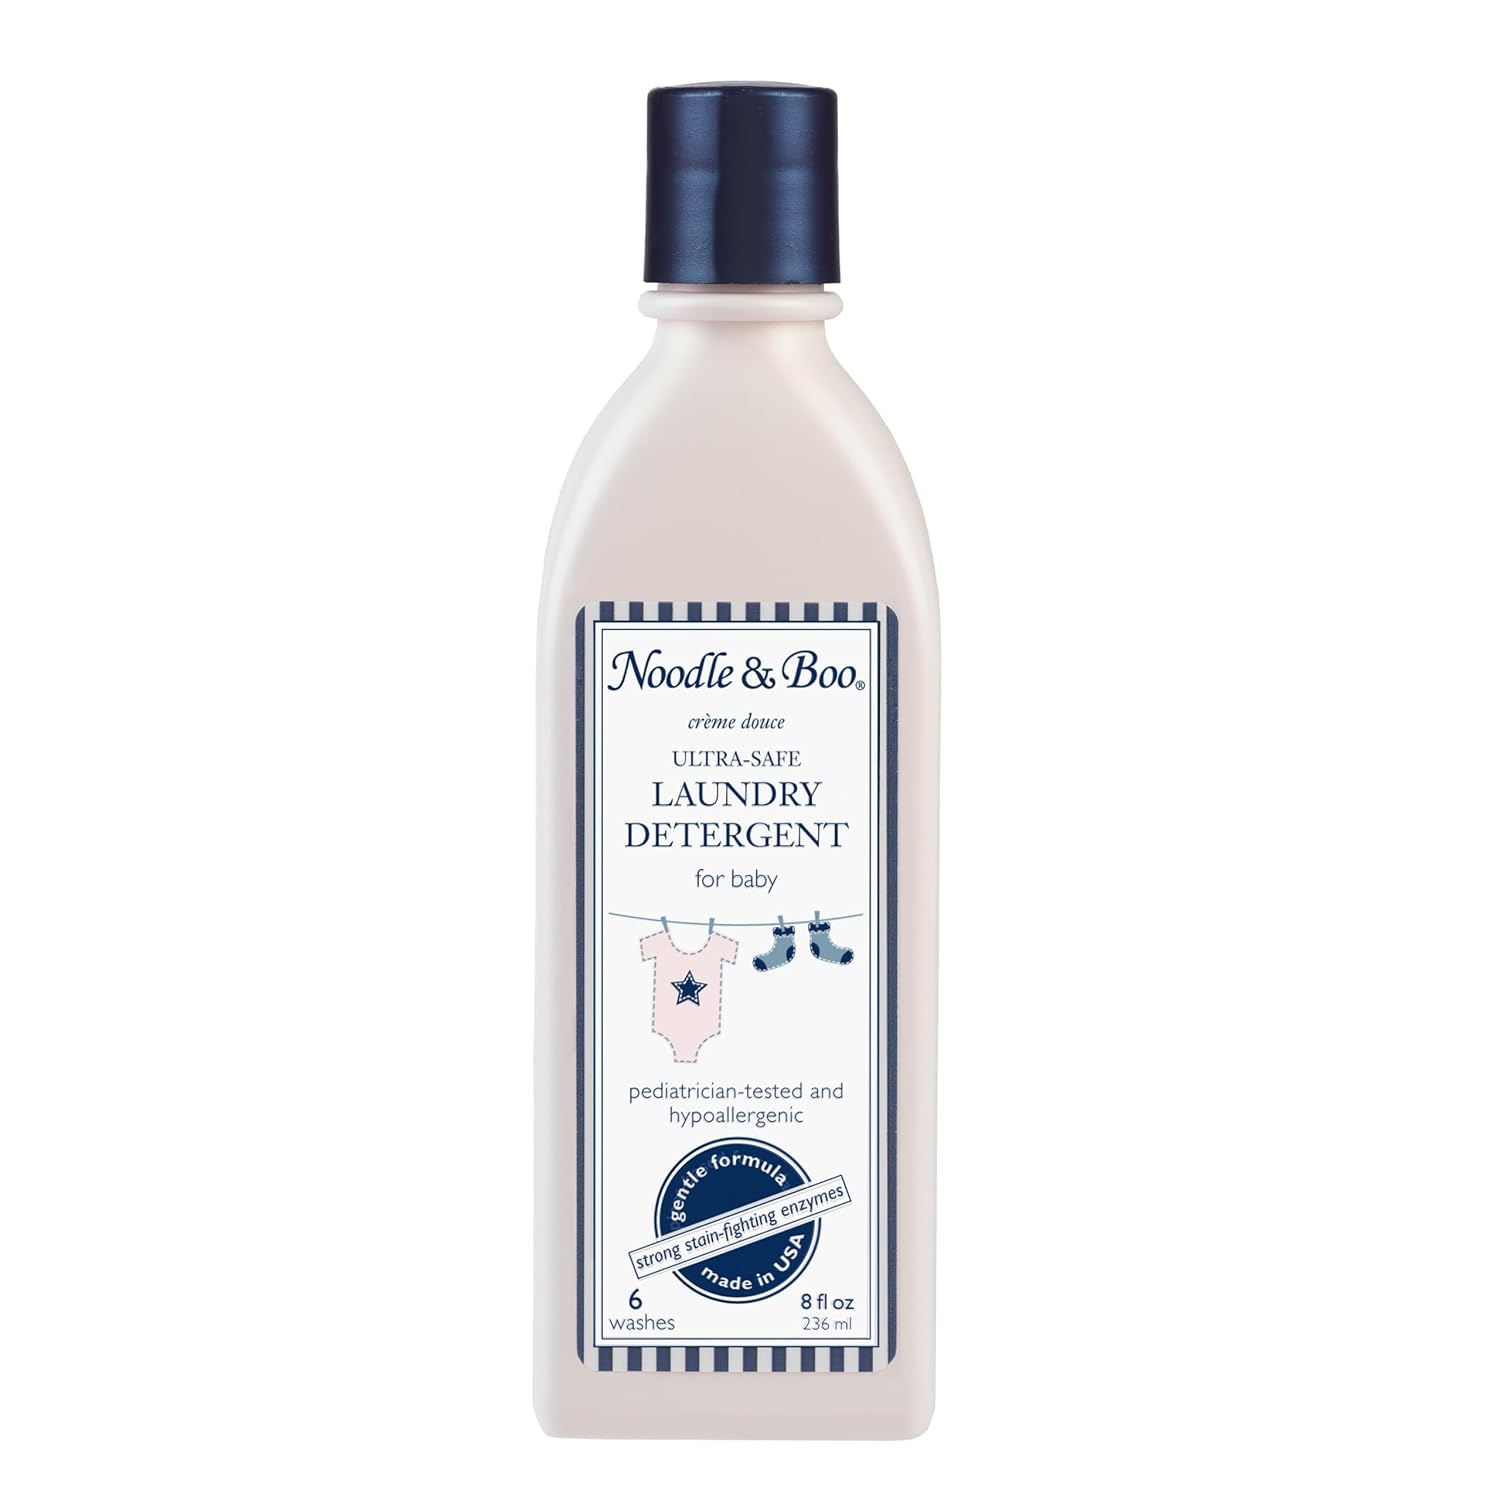 Noodle & Boo®
crème douce
ULTRA-SAFE
LAUNDRY
DETERGENT
for baby
pediatrician-tested and
hypoallergenic
gentle formula
strong stain-fighting enzymes
made in USA
6 8 fl oz
washes 236 ml